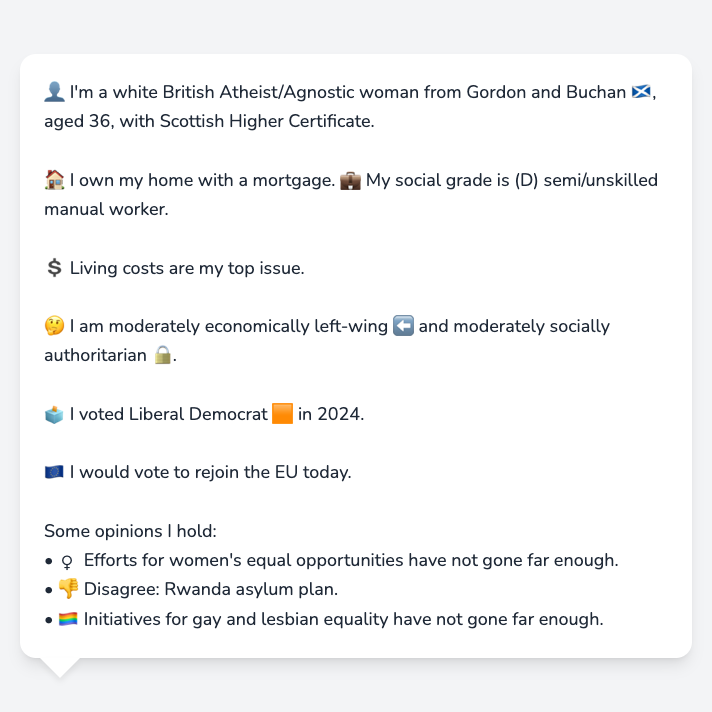 👤 I'm a white British Atheist/Agnostic woman from Gordon and Buchan 🏴󠁧󠁢󠁳󠁣󠁴󠁿,
aged 36, with Scottish Higher Certificate.
🏠 I own my home with a mortgage. 💼 My social grade is (D) semi/unskilled
manual worker.
💲 Living costs are my top issue.
🤔 I am moderately economically left-wing ⬅️ and moderately socially
authoritarian 🔒.
🗳️ I voted Liberal Democrat 🟧 in 2024.
🇪🇺 I would vote to rejoin the EU today.
Some opinions I hold:
• ♀️ Efforts for women's equal opportunities have not gone far enough.
• 👎 Disagree: Rwanda asylum plan.
• 🏳️‍🌈 Initiatives for gay and lesbian equality have not gone far enough.